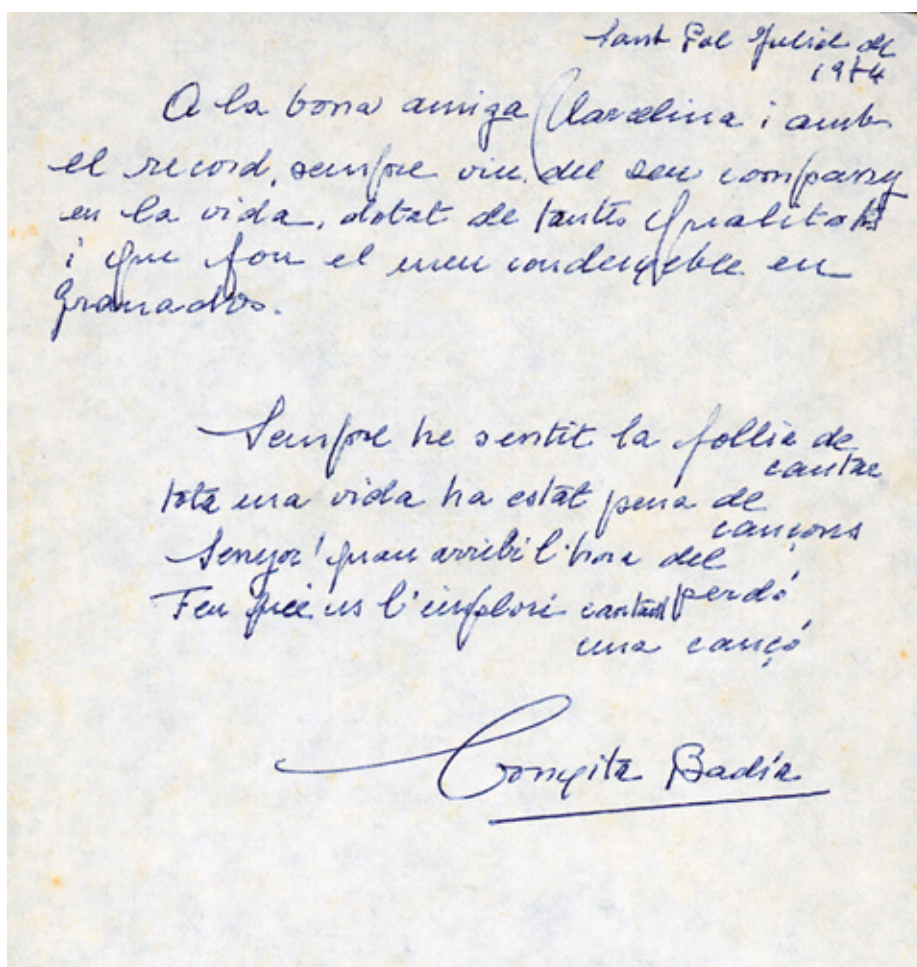 Sant Pol Juliol de
1974
A la bona amiga Marcelina i amb
el record, sempre viu, del seu company
en la vida, dotat de tantes qualitats
i que fou el meu condeixeble en
Granados.
Sempre he sentit la follia de
cantar
tota una vida ha estat plena de
cançons
Senyor! quan arribi l'hora del
perdó
Feu que us l'implori cantant
una cançó
Conxita Badía